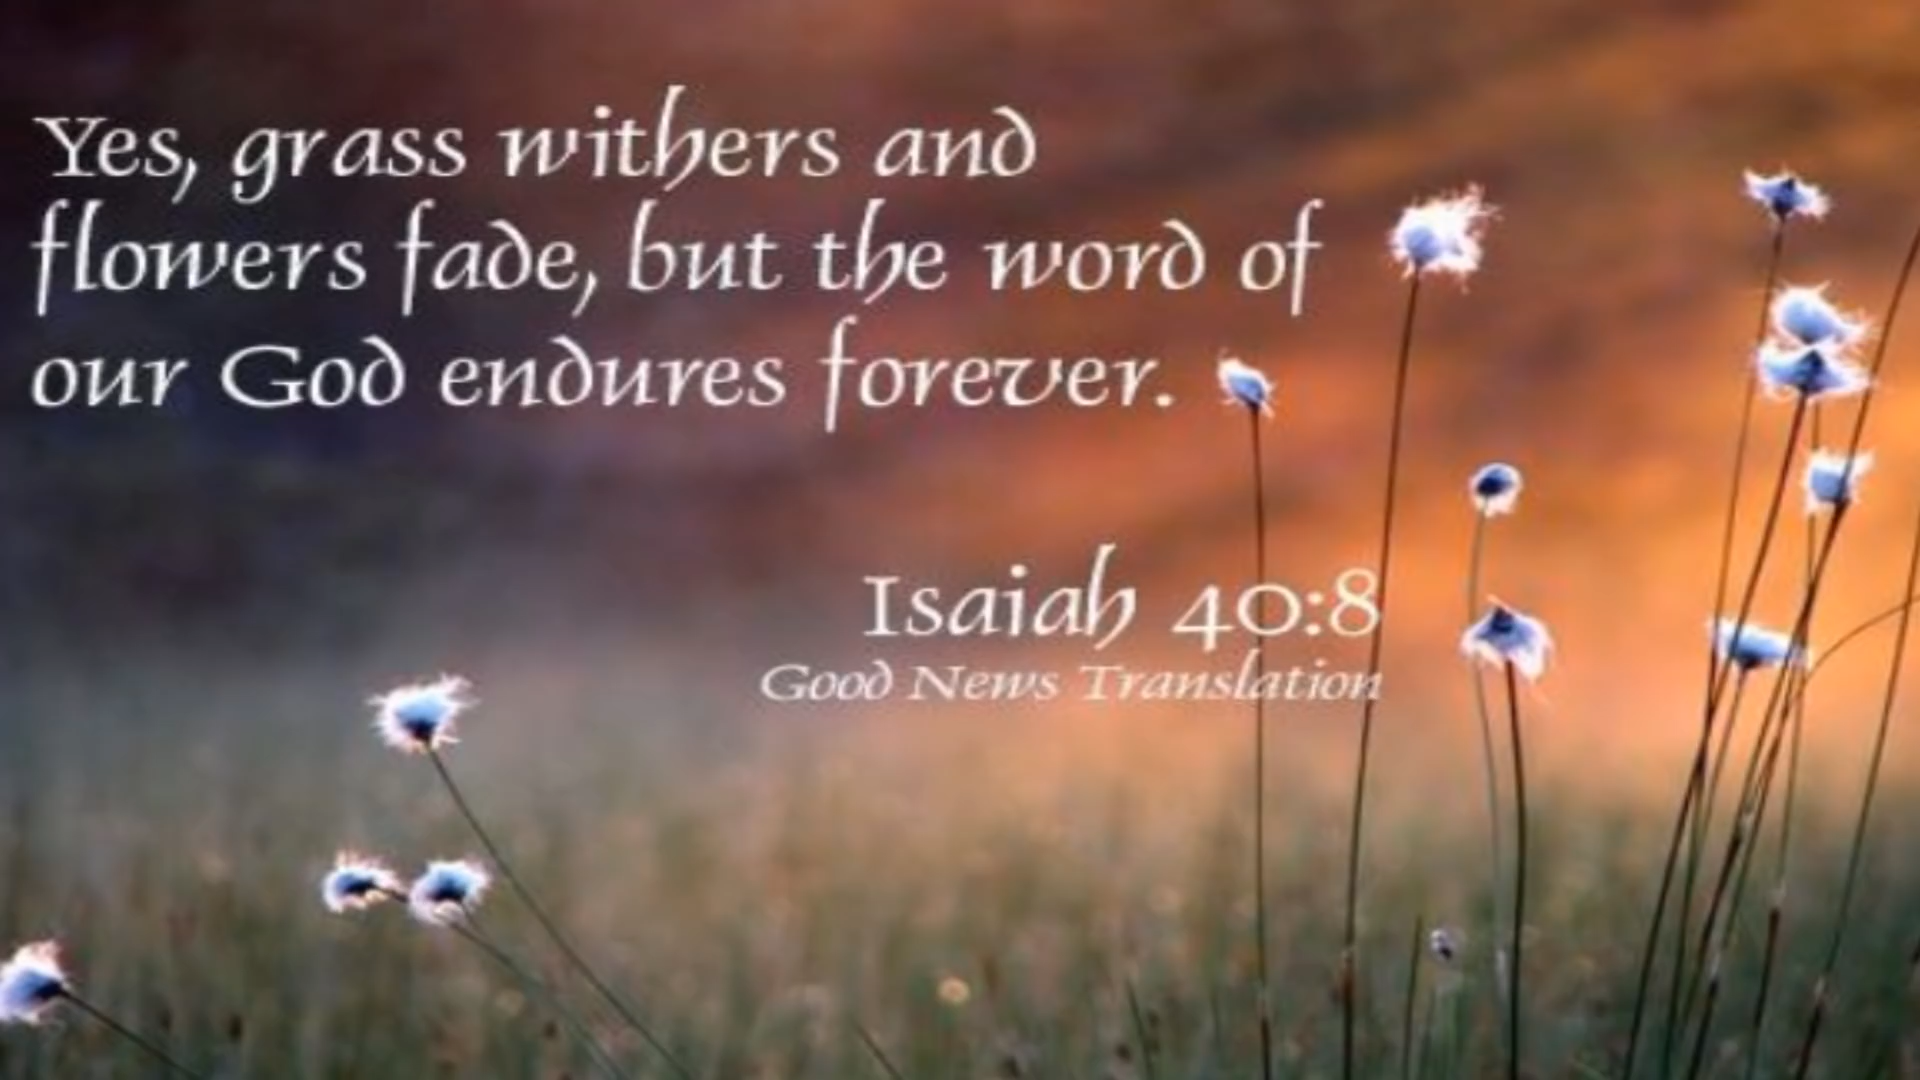 Yes, grass withers and
flowers fade, but the word of
our God endures forever.
Isaiah 40:8
Good News Translation